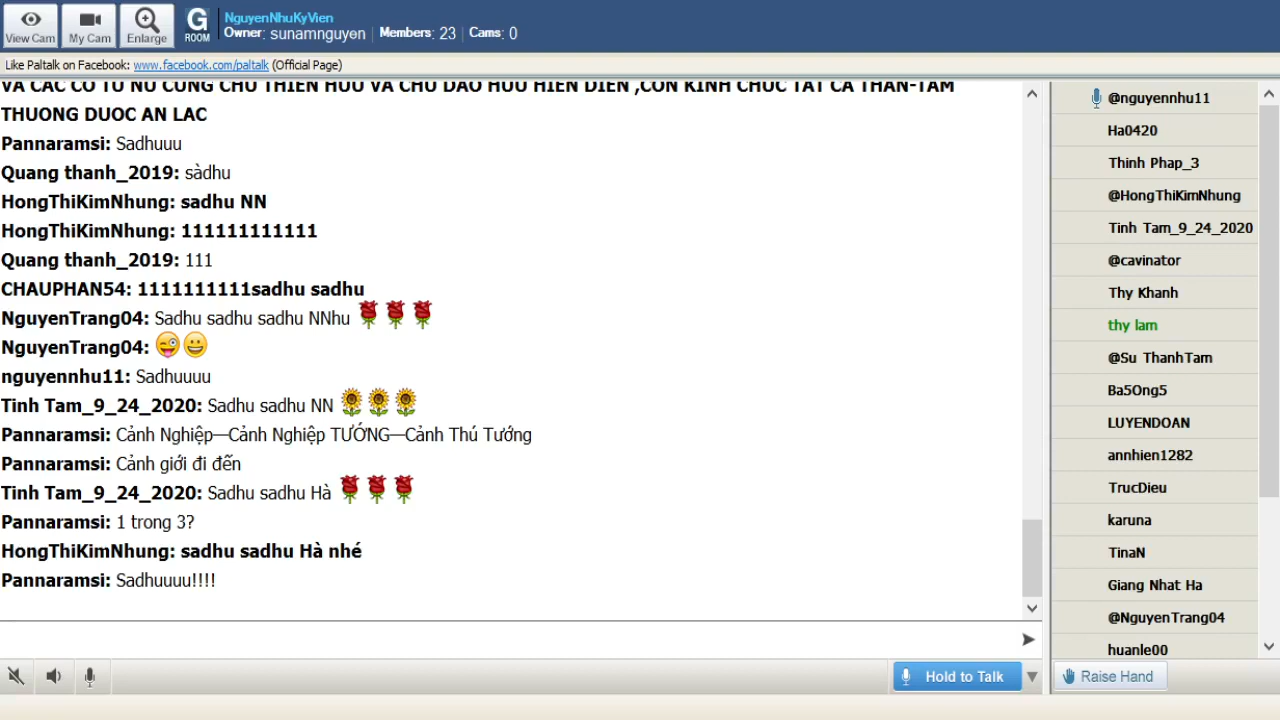 View Cam
My Cam
Enlarge
G
ROOM
NguyenNhuKyVien
Owner: sunamnguyen | Members: 23 | Cams: 0
Like Paltalk on Facebook: www.facebook.com/paltalk (Official Page)
VA CAC CO TU NU CUNG CHU THIEN HUU VA CHU DAO HUU HIEN DIEN ,CON KINH CHUC TAT CA THAN-TAM
THUONG DUOC AN LAC
Pannaramsi: Sadhuuu
Quang thanh_2019: sàdhu
HongThiKimNhung: sadhu NN
HongThiKimNhung: 111111111111
Quang thanh_2019: 111
CHAUPHAN54: 1111111111sadhu sadhu
NguyenTrang04: Sadhu sadhu sadhu NNhu 🌹🌹🌹
NguyenTrang04: 😜😀
nguyennhu11: Sadhuuuu
Tinh Tam_9_24_2020: Sadhu sadhu NN 🌻🌻🌻
Pannaramsi: Cảnh Nghiệp—Cảnh Nghiệp TƯỚNG—Cảnh Thú Tướng
Pannaramsi: Cảnh giới đi đến
Tinh Tam_9_24_2020: Sadhu sadhu Hà 🌹🌹🌹
Pannaramsi: 1 trong 3?
HongThiKimNhung: sadhu sadhu Hà nhé
Pannaramsi: Sadhuuuu!!!!
@nguyennhu11
Ha0420
Thinh Phap_3
@HongThiKimNhung
Tinh Tam_9_24_2020
@cavinator
Thy Khanh
thy lam
@Su ThanhTam
Ba5Ong5
LUYENDOAN
annhien1282
TrucDieu
karuna
TinaN
Giang Nhat Ha
@NguyenTrang04
huanle00
Hold to Talk
Raise Hand